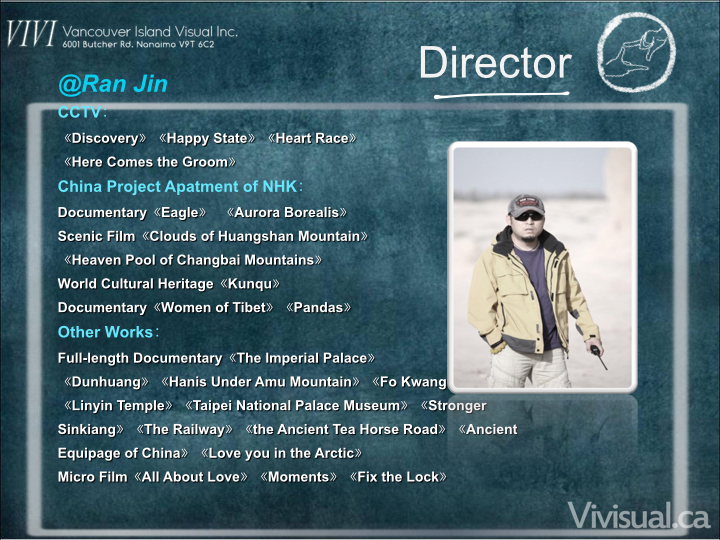 VIVI Vancouver Island Visual Inc.
6001 Butcher Rd. Nanaimo V9T 6C2
Director
@Ran Jin
CCTV：
《Discovery》 《Happy State》 《Heart Race》
《Here Comes the Groom》
China Project Apatment of NHK：
Documentary 《Eagle》 《Aurora Borealis》
Scenic Film 《Clouds of Huangshan Mountain》
《Heaven Pool of Changbai Mountains》
World Cultural Heritage 《Kunqu》
Documentary 《Women of Tibet》 《Pandas》
Other Works：
Full-length Documentary 《The Imperial Palace》
《Dunhuang》 《Hanis Under Amu Mountain》 《Fo Kwang
《Linyin Temple》 《Taipei National Palace Museum》 《Stronger
Sinkiang》 《The Railway》 《the Ancient Tea Horse Road》 《Ancient
Equipage of China》 《Love you in the Arctic》
Micro Film 《All About Love》 《Moments》 《Fix the Lock》
Vivisual.ca